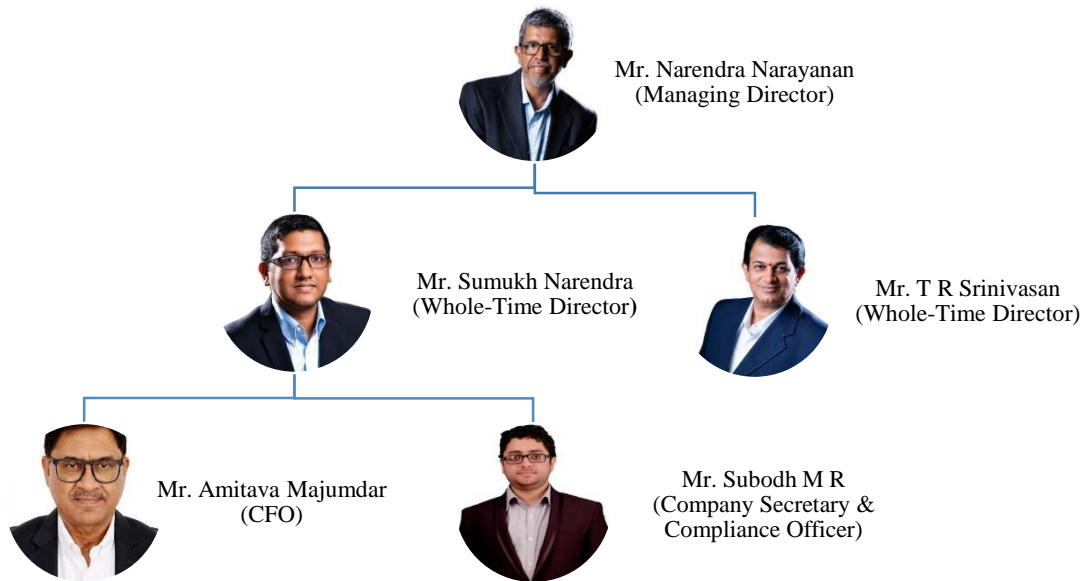 Mr. Narendra Narayanan
(Managing Director)
Mr. Sumukh Narendra
(Whole-Time Director)
Mr. T R Srinivasan
(Whole-Time Director)
Mr. Amitava Majumdar
(CFO)
Mr. Subodh M R
(Company Secretary &
Compliance Officer)